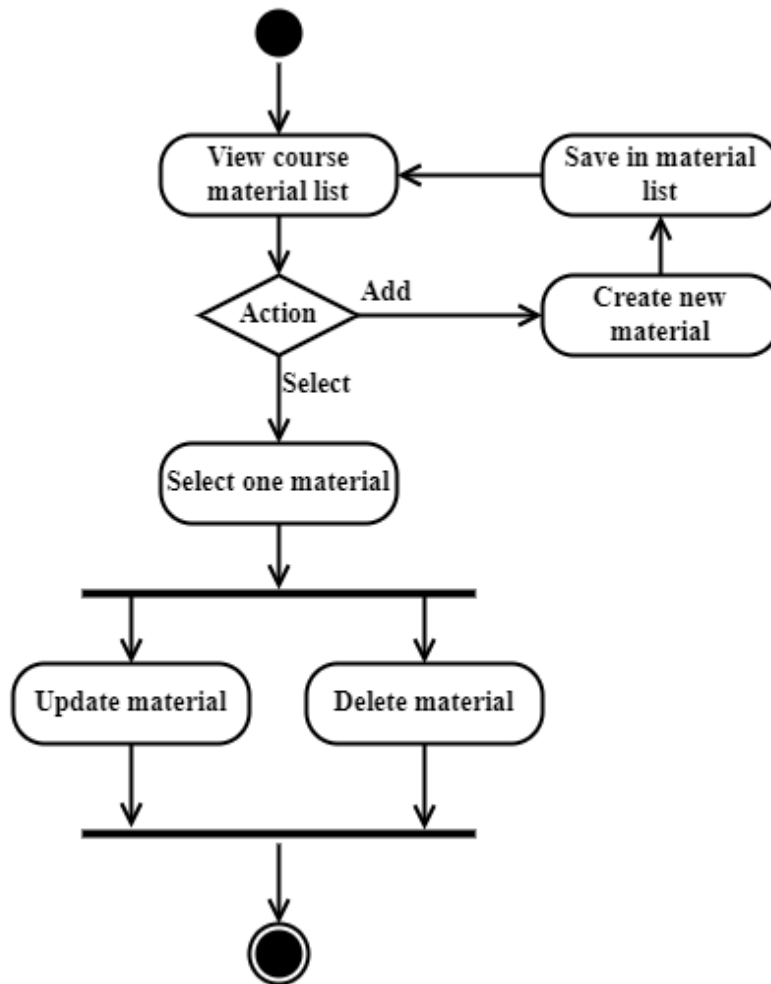 View course
material list
Save in material
list
Action
Add
Create new
material
Select
Select one material
Update material
Delete material